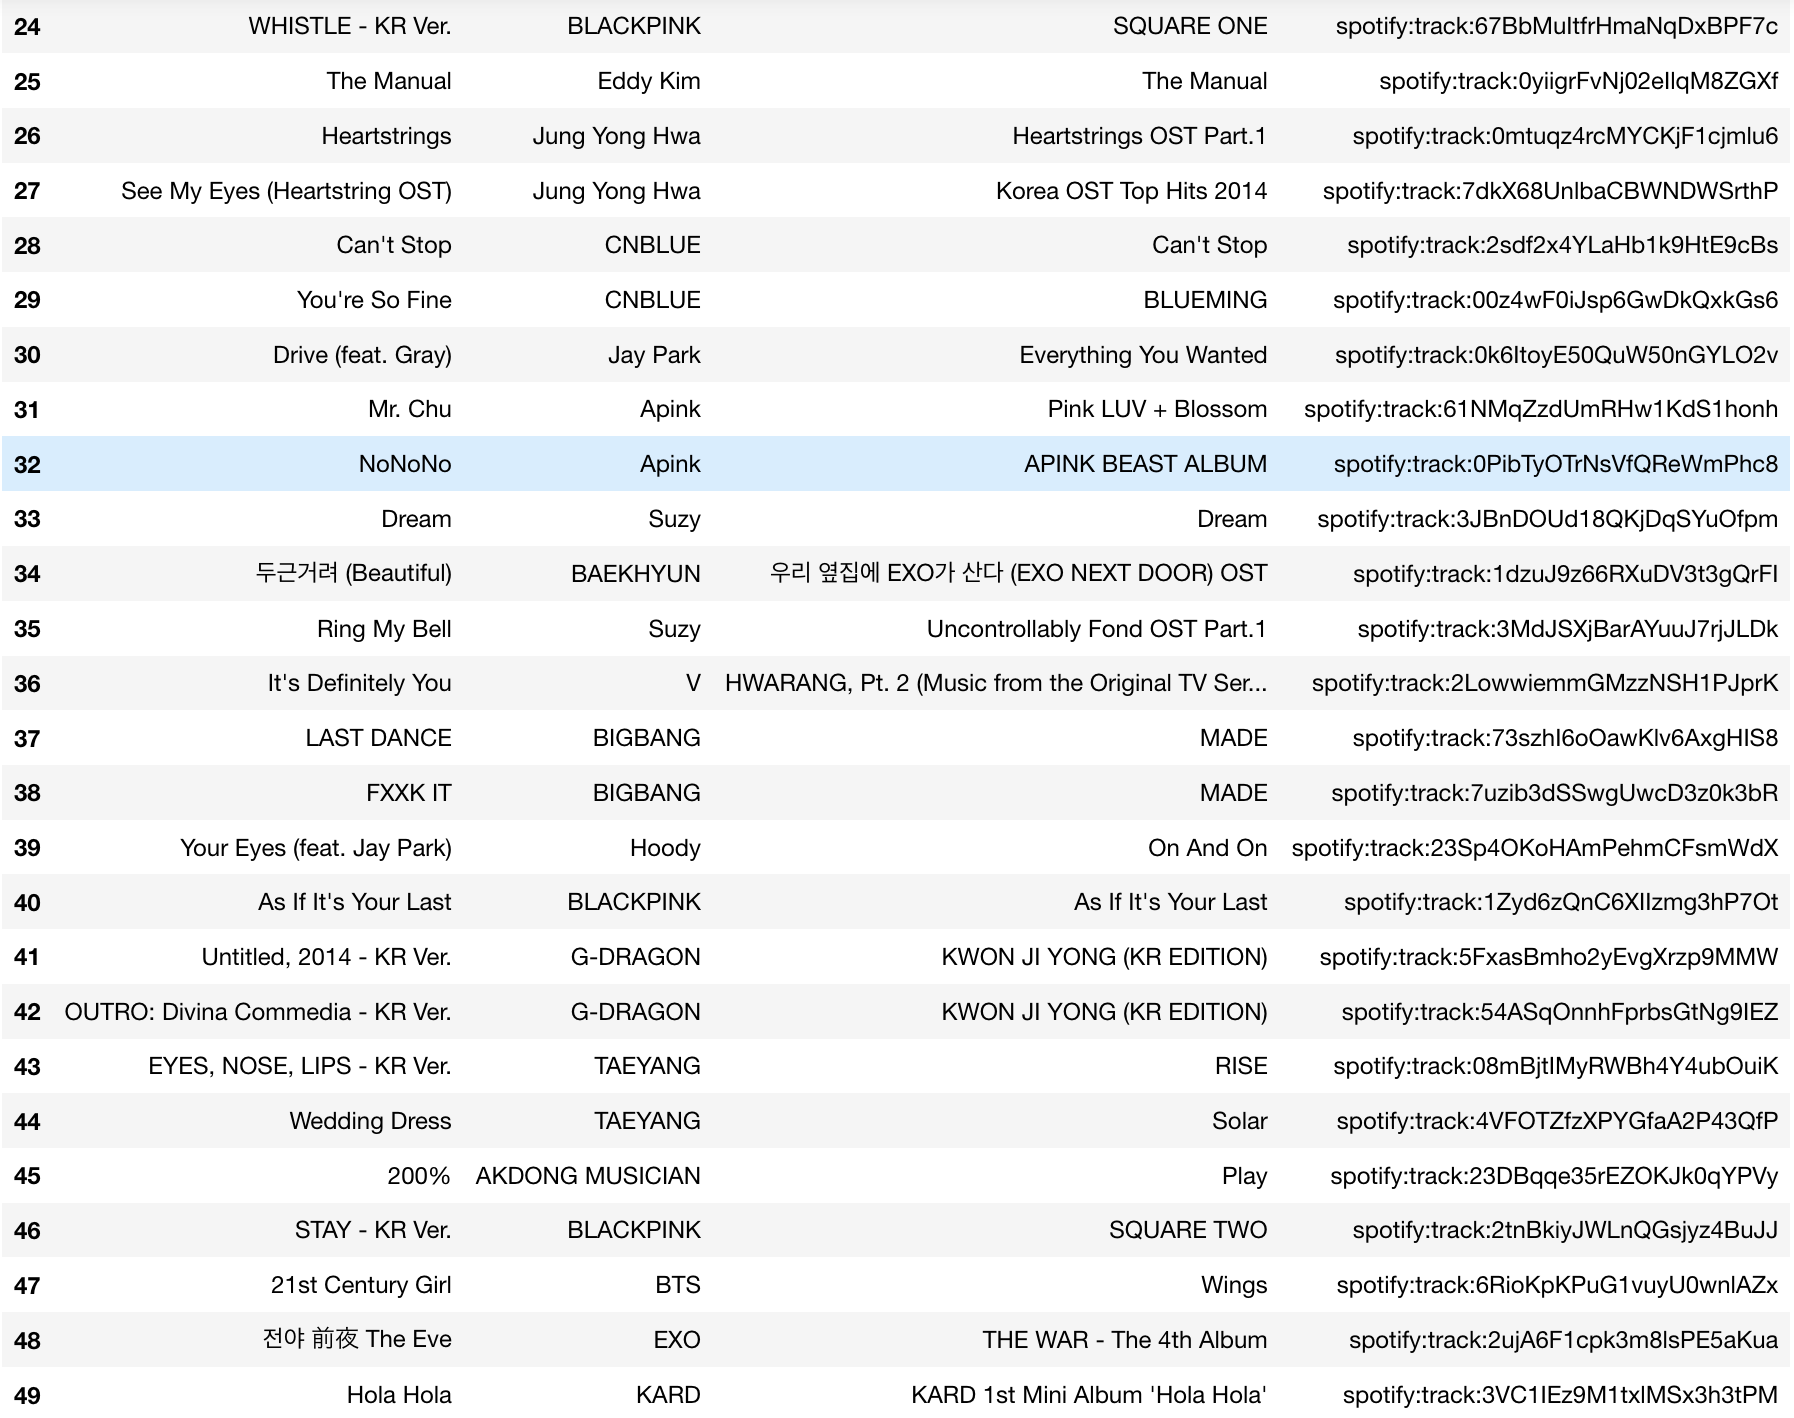 24 WHISTLE - KR Ver. BLACKPINK SQUARE ONE spotify:track:67BbMuItfrHmaNqDxBPF7c
25 The Manual Eddy Kim The Manual spotify:track:0yiigrFvNj02eIlqM8ZGXf
26 Heartstrings Jung Yong Hwa Heartstrings OST Part.1 spotify:track:0mtuqz4rcMYCKjF1cjmlu6
27 See My Eyes (Heartstring OST) Jung Yong Hwa Korea OST Top Hits 2014 spotify:track:7dkX68UnlbaCBWNDWSrthP
28 Can't Stop CNBLUE Can't Stop spotify:track:2sdf2x4YLaHb1k9HtE9cBs
29 You're So Fine CNBLUE BLUEMING spotify:track:00z4wF0iJsp6GwDkQxkGs6
30 Drive (feat. Gray) Jay Park Everything You Wanted spotify:track:0k6ItoyE50QuW50nGYLO2v
31 Mr. Chu Apink Pink LUV + Blossom spotify:track:61NMqZzdUmRHw1KdS1honh
32 NoNoNo Apink APINK BEAST ALBUM spotify:track:0PibTyOTrNsVfQReWmPhc8
33 Dream Suzy Dream spotify:track:3JBnDOUd18QKjDqSYuOfpm
34 두근거려 (Beautiful) BAEKHYUN 우리 옆집에 EXO가 산다 (EXO NEXT DOOR) OST spotify:track:1dzuJ9z66RXuDV3t3gQrFI
35 Ring My Bell Suzy Uncontrollably Fond OST Part.1 spotify:track:3MdJSXjBarAYuuJ7rjJLDk
36 It's Definitely You V HWARANG, Pt. 2 (Music from the Original TV Ser... spotify:track:2LowwiemmGMzzNSH1PJprK
37 LAST DANCE BIGBANG MADE spotify:track:73szhI6oOawKlv6AxgHIS8
38 FXXK IT BIGBANG MADE spotify:track:7uzib3dSSwgUwcD3z0k3bR
39 Your Eyes (feat. Jay Park) Hoody On And On spotify:track:23Sp4OKoHAmPehmCFsmWdX
40 As If It's Your Last BLACKPINK As If It's Your Last spotify:track:1Zyd6zQnC6XIIzmg3hP7Ot
41 Untitled, 2014 - KR Ver. G-DRAGON KWON JI YONG (KR EDITION) spotify:track:5FxasBmho2yEvgXrzp9MMW
42 OUTRO: Divina Commedia - KR Ver. G-DRAGON KWON JI YONG (KR EDITION) spotify:track:54ASqOnnhFprbsGtNg9IEZ
43 EYES, NOSE, LIPS - KR Ver. TAEYANG RISE spotify:track:08mBjtIMyRWBh4Y4ubOuiK
44 Wedding Dress TAEYANG Solar spotify:track:4VFOTZfzXPYGfaA2P43QfP
45 200% AKDONG MUSICIAN Play spotify:track:23DBqqe35rEZOKJk0qYPVy
46 STAY - KR Ver. BLACKPINK SQUARE TWO spotify:track:2tnBkiyJWLnQGsjyz4BuJJ
47 21st Century Girl BTS Wings spotify:track:6RioKpKPuG1vuyU0wnlAZx
48 전야 前夜 The Eve EXO THE WAR - The 4th Album spotify:track:2ujA6F1cpk3m8IsPE5aKua
49 Hola Hola KARD KARD 1st Mini Album 'Hola Hola' spotify:track:3VC1IEz9M1txlMSx3h3tPM